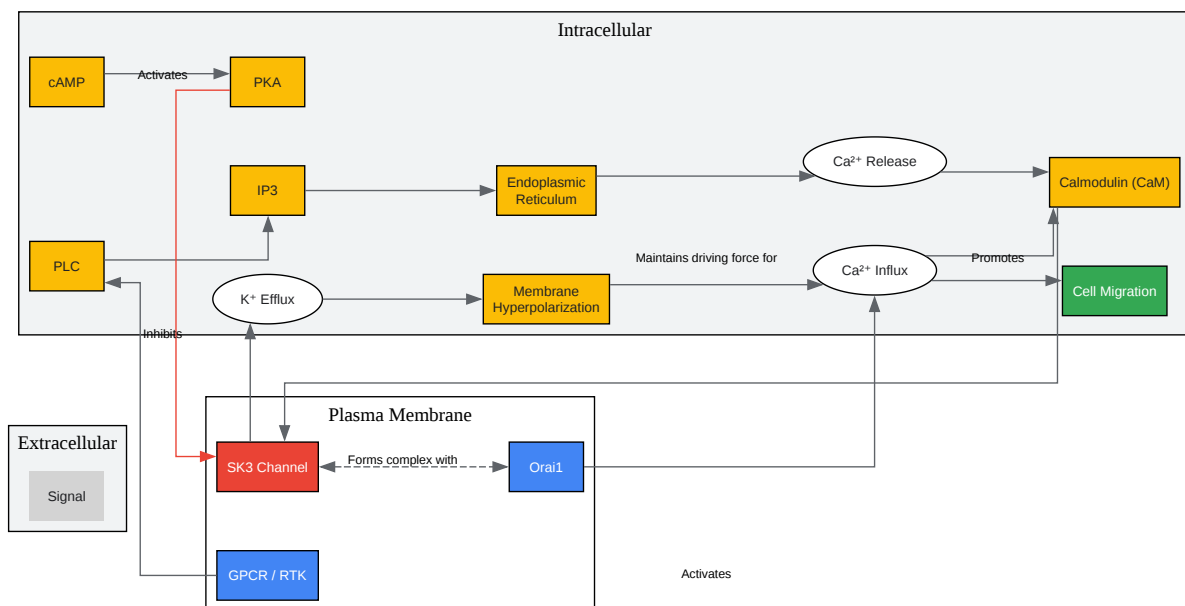 Intracellular
cAMP
Activates
PKA
IP3
Endoplasmic
Reticulum
Ca²⁺ Release
Calmodulin (CaM)
PLC
K⁺ Efflux
Membrane
Hyperpolarization
Maintains driving force for
Ca²⁺ Influx
Promotes
Cell Migration
Inhibits
Extracellular
Signal
Plasma Membrane
SK3 Channel
Forms complex with
Orai1
GPCR / RTK
Activates